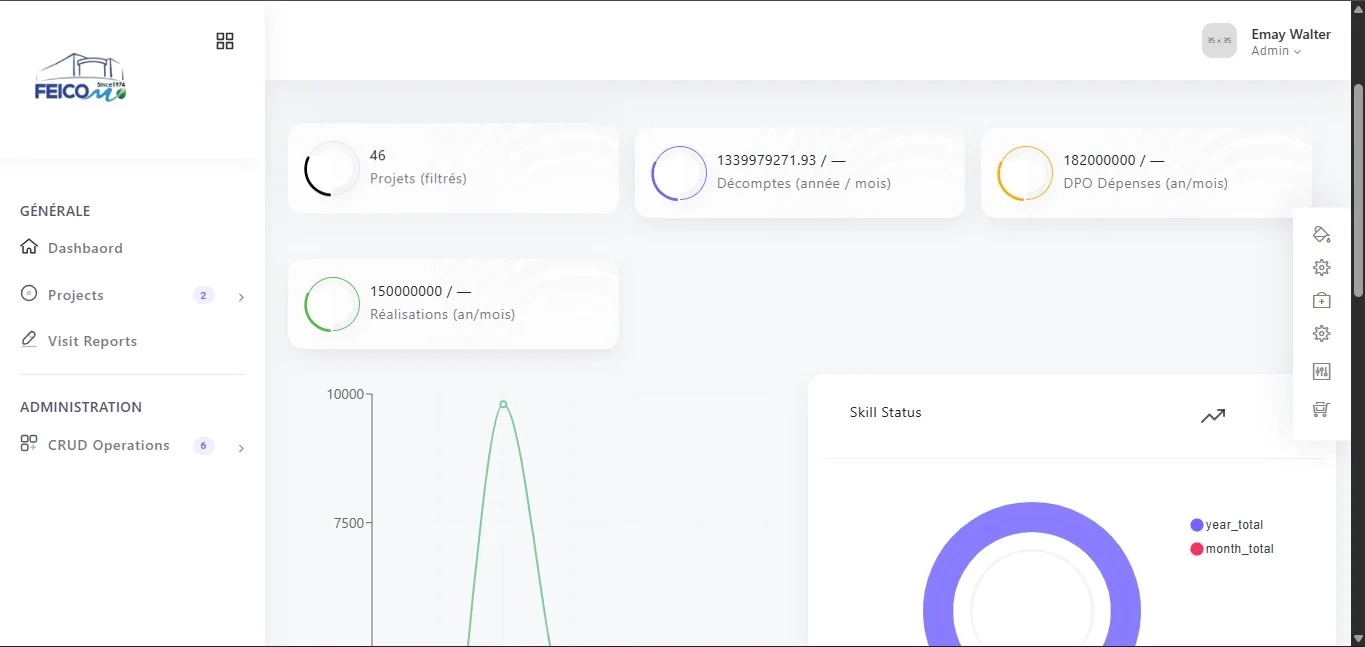 FEICOM
Since1974
35 × 35
Emay Walter
Admin
46
Projets (filtrés)
1339979271.93 / —
Décomptes (année / mois)
182000000 / —
DPO Dépenses (an/mois)
150000000 / —
Réalisations (an/mois)
GÉNÉRALE
Dashbaord
Projects 2
Visit Reports
ADMINISTRATION
CRUD Operations 6
10000
7500
Skill Status
year_total
month_total